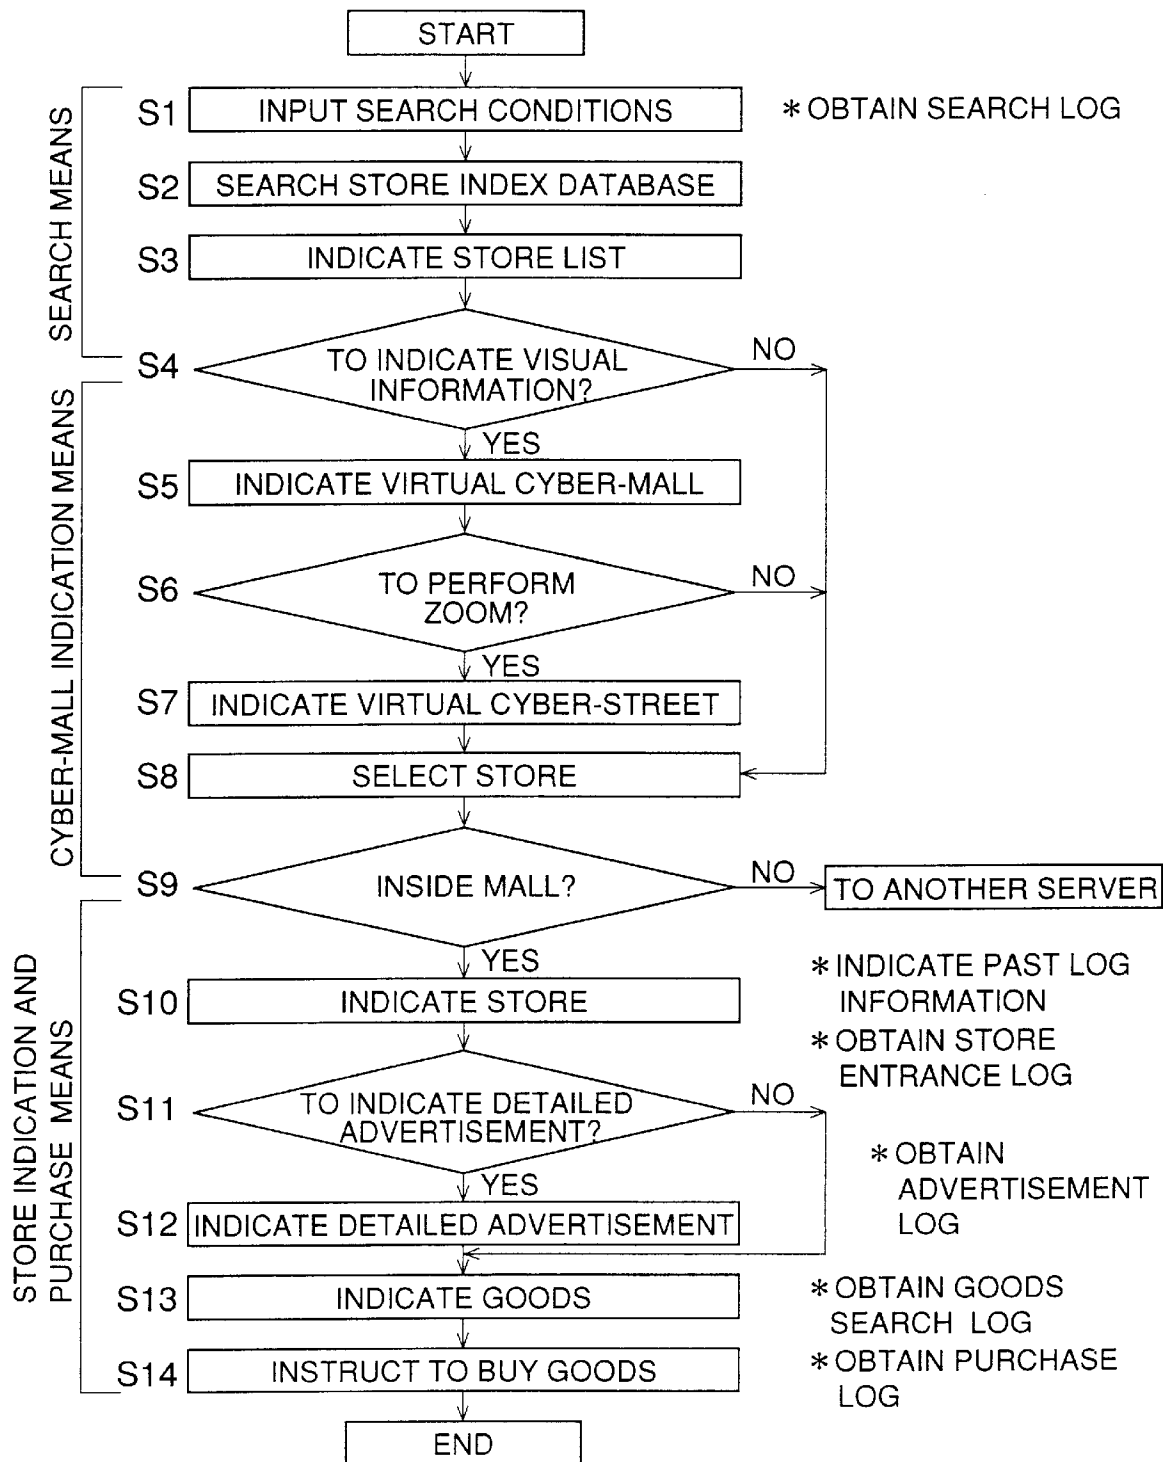 START
S1 INPUT SEARCH CONDITIONS
* OBTAIN SEARCH LOG
S2 SEARCH STORE INDEX DATABASE
S3 INDICATE STORE LIST
SEARCH MEANS
S4 TO INDICATE VISUAL
INFORMATION?
NO
YES
S5 INDICATE VIRTUAL CYBER-MALL
S6 TO PERFORM
ZOOM?
NO
YES
S7 INDICATE VIRTUAL CYBER-STREET
S8 SELECT STORE
CYBER-MALL INDICATION MEANS
S9 INSIDE MALL?
NO
TO ANOTHER SERVER
YES
S10 INDICATE STORE
* INDICATE PAST LOG
INFORMATION
* OBTAIN STORE
ENTRANCE LOG
S11 TO INDICATE DETAILED
ADVERTISEMENT?
NO
YES
* OBTAIN
ADVERTISEMENT
LOG
S12 INDICATE DETAILED ADVERTISEMENT
S13 INDICATE GOODS
* OBTAIN GOODS
SEARCH LOG
S14 INSTRUCT TO BUY GOODS
* OBTAIN PURCHASE
LOG
STORE INDICATION AND
PURCHASE MEANS
END